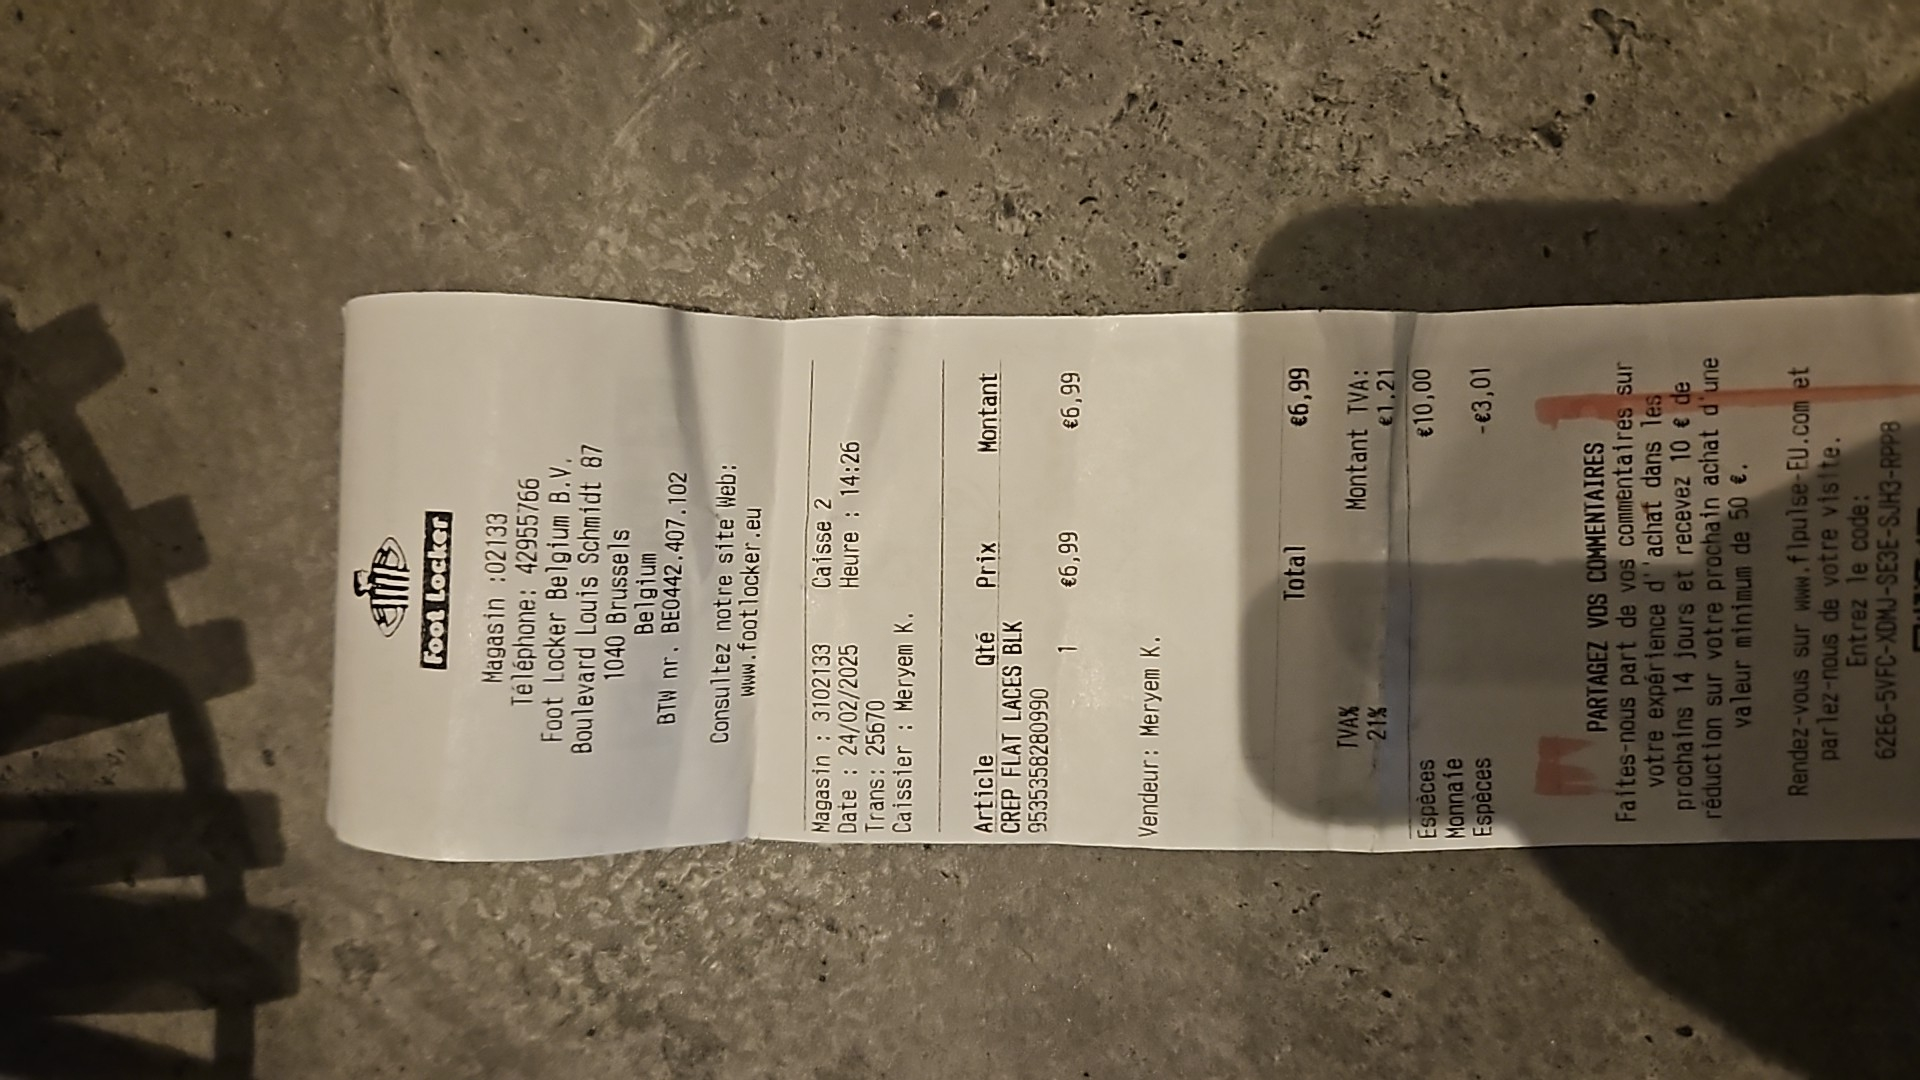 Foot Locker
Magasin :02133
Téléphone: 42955766
Foot Locker Belgium B.V.
Boulevard Louis Schmidt 87
1040 Brussels
Belgium
BTW nr. BE0442.407.102
Consultez notre site Web:
www.footlocker.eu
Magasin : 3102133 Caisse 2
Date : 24/02/2025 Heure : 14:26
Trans: 25670
Caissier : Meryem K.
Article Qté Prix Montant
CREP FLAT LACES BLK
9535358280990
1 €6,99 €6,99
Vendeur: Meryem K.
Total €6,99
TVA% Montant TVA:
21% €1,21
Espèces €10,00
Monnaie
Espèces -€3,01
PARTAGEZ VOS COMMENTAIRES
Faites-nous part de vos commentaires sur
votre expérience d''achat dans les
prochains 14 jours et recevez 10 € de
réduction sur votre prochain achat d'une
valeur minimum de 50 €.
Rendez-vous sur www.flpulse-EU.com et
parlez-nous de votre visite.
Entrez le code:
62E6-5VFC-XDMJ-SE3E-SJH3-RPP8